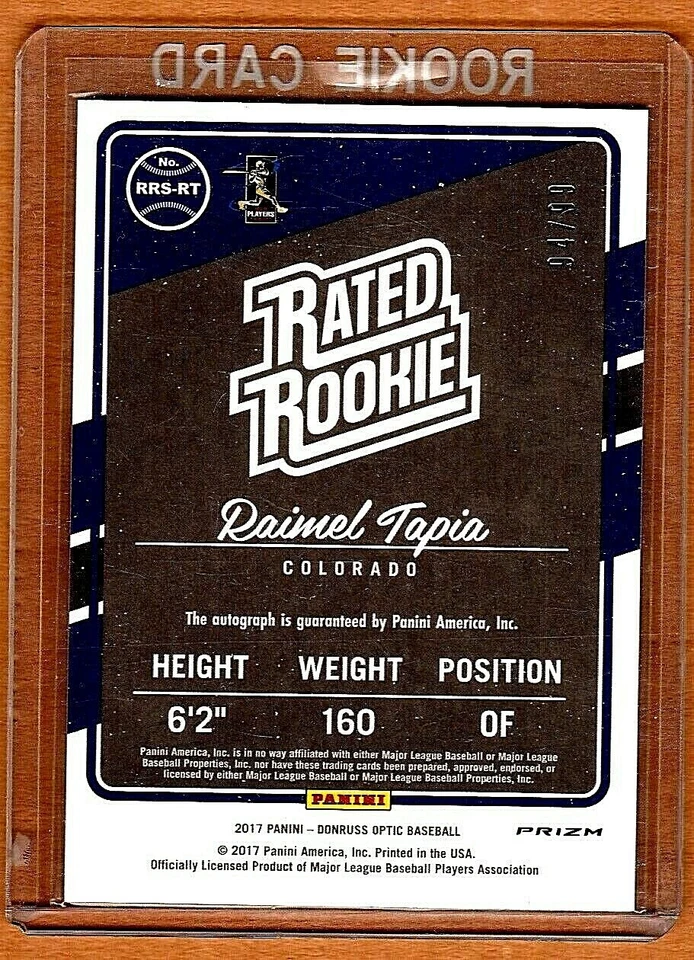 ROOKIE CARD
No.
RRS-RT
PLAYERS
94/99
RATED
ROOKIE
Raimel Tapia
COLORADO
The autograph is guaranteed by Panini America, Inc.
HEIGHT WEIGHT POSITION
6'2" 160 OF
Panini America, Inc. is in no way affiliated with either Major League Baseball or Major League
Baseball Properties, Inc. nor have these trading cards been prepared, approved, endorsed, or
licensed by either Major League Baseball or Major League Baseball Properties, Inc.
PANINI
2017 PANINI – DONRUSS OPTIC BASEBALL
PRIZM
© 2017 Panini America, Inc. Printed in the USA.
Officially Licensed Product of Major League Baseball Players Association